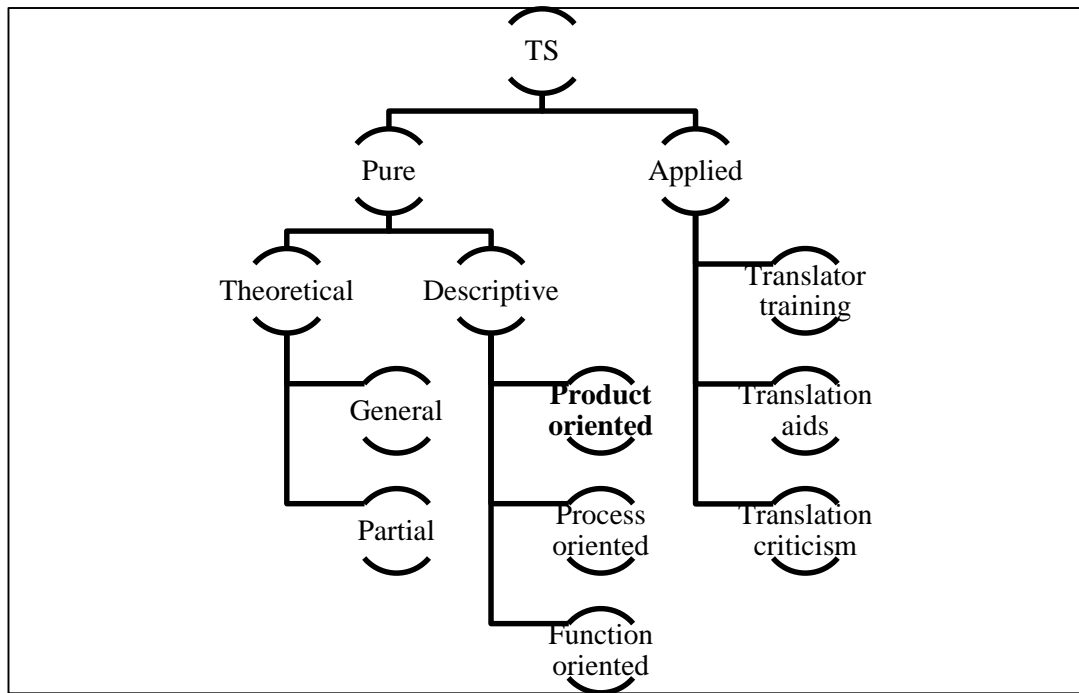 TS
Pure
Applied
Theoretical
Descriptive
Translator
training
General
Product
oriented
Translation
aids
Partial
Process
oriented
Translation
criticism
Function
oriented